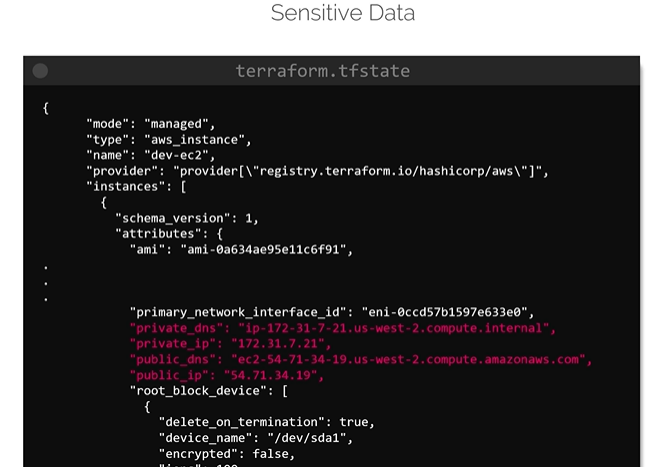 Sensitive Data
terraform.tfstate
{
"mode": "managed",
"type": "aws_instance",
"name": "dev-ec2",
"provider": "provider[\"registry.terraform.io/hashicorp/aws\"]",
"instances": [
{
"schema_version": 1,
"attributes": {
"ami": "ami-0a634ae95e11c6f91",
.
.
.
"primary_network_interface_id": "eni-0ccd57b1597e633e0",
"private_dns": "ip-172-31-7-21.us-west-2.compute.internal",
"private_ip": "172.31.7.21",
"public_dns": "ec2-54-71-34-19.us-west-2.compute.amazonaws.com",
"public_ip": "54.71.34.19",
"root_block_device": [
{
"delete_on_termination": true,
"device_name": "/dev/sda1",
"encrypted": false,